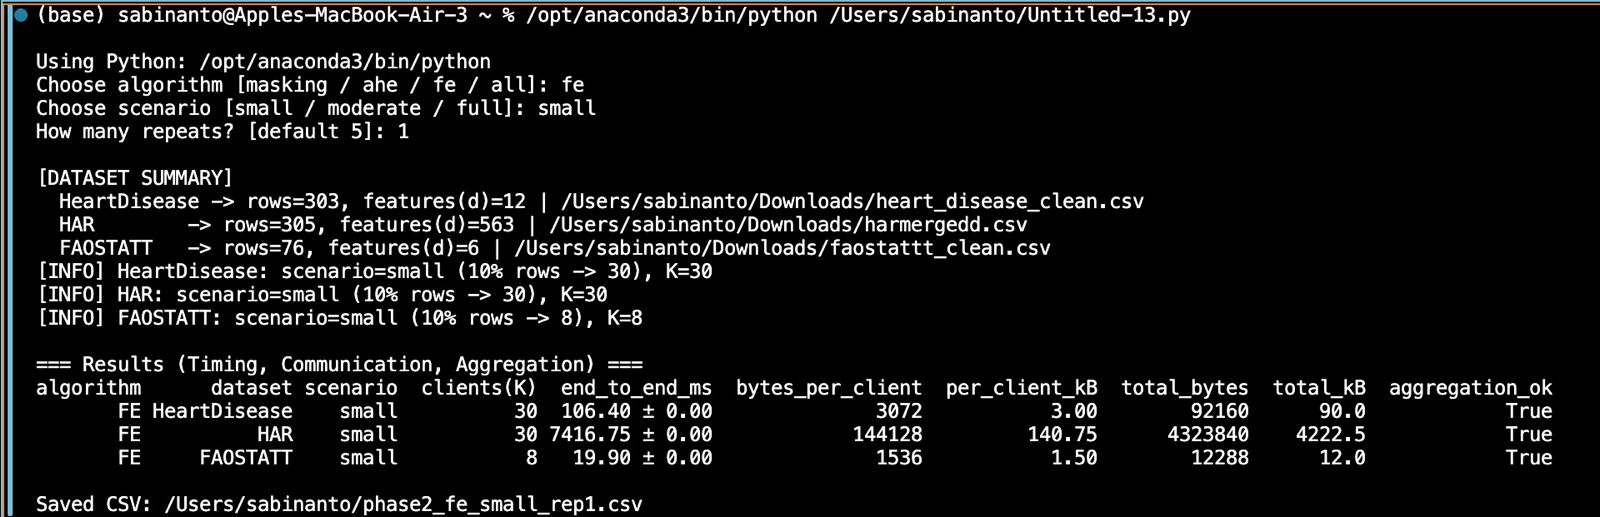 (base) sabinanto@Apples-MacBook-Air-3 ~ % /opt/anaconda3/bin/python /Users/sabinanto/Untitled-13.py
Using Python: /opt/anaconda3/bin/python
Choose algorithm [masking / ahe / fe / all]: fe
Choose scenario [small / moderate / full]: small
How many repeats? [default 5]: 1
[DATASET SUMMARY]
HeartDisease -> rows=303, features(d)=12 | /Users/sabinanto/Downloads/heart_disease_clean.csv
HAR -> rows=305, features(d)=563 | /Users/sabinanto/Downloads/harmergedd.csv
FAOSTATT -> rows=76, features(d)=6 | /Users/sabinanto/Downloads/faostattt_clean.csv
[INFO] HeartDisease: scenario=small (10% rows -> 30), K=30
[INFO] HAR: scenario=small (10% rows -> 30), K=30
[INFO] FAOSTATT: scenario=small (10% rows -> 8), K=8
=== Results (Timing, Communication, Aggregation) ===
algorithm dataset scenario clients(K) end_to_end_ms bytes_per_client per_client_kB total_bytes total_kB aggregation_ok
FE HeartDisease small 30 106.40 ± 0.00 3072 3.00 92160 90.0 True
FE HAR small 30 7416.75 ± 0.00 144128 140.75 4323840 4222.5 True
FE FAOSTATT small 8 19.90 ± 0.00 1536 1.50 12288 12.0 True
Saved CSV: /Users/sabinanto/phase2_fe_small_rep1.csv